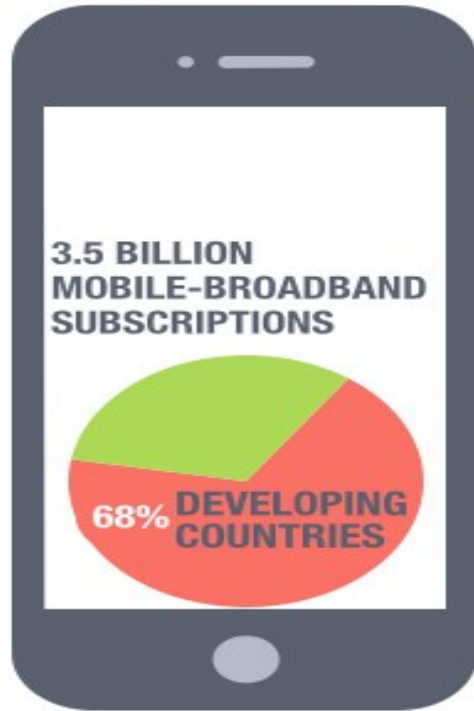 3.5 BILLION
MOBILE-BROADBAND
SUBSCRIPTIONS
68% DEVELOPING
COUNTRIES